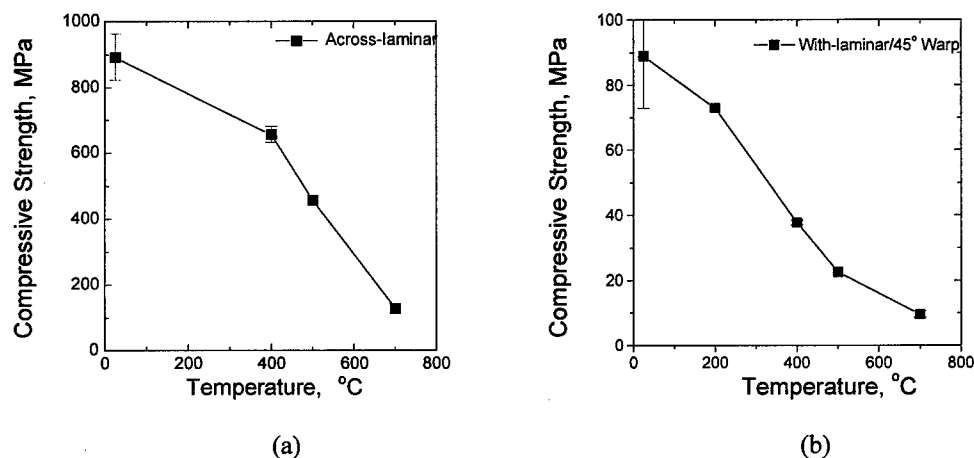 1000
800
600
400
200
0
0 200 400 600 800
Compressive Strength, MPa
Temperature, °C
Across-laminar
(a)
100
80
60
40
20
0
0 200 400 600 800
Compressive Strength, MPa
Temperature, °C
With-laminar/45° Warp
(b)